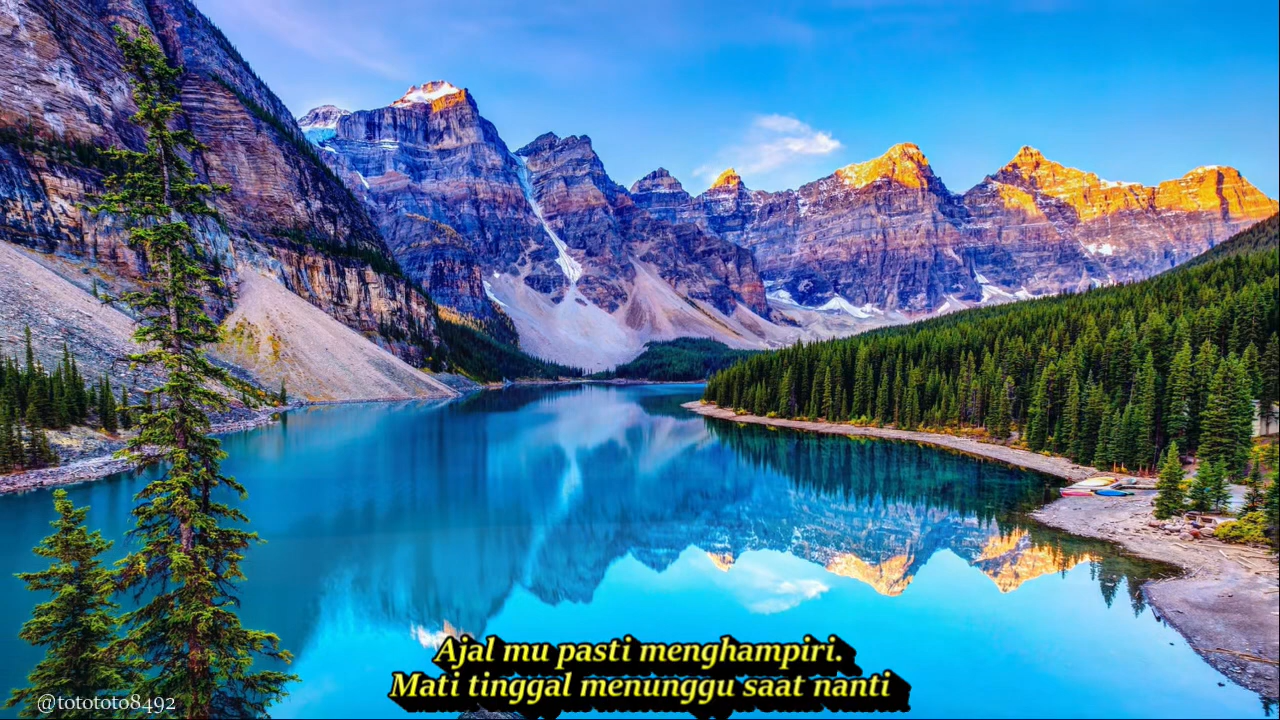 Ajal mu pasti menghampiri.
Mati tinggal menunggu saat nanti
@totototo8492